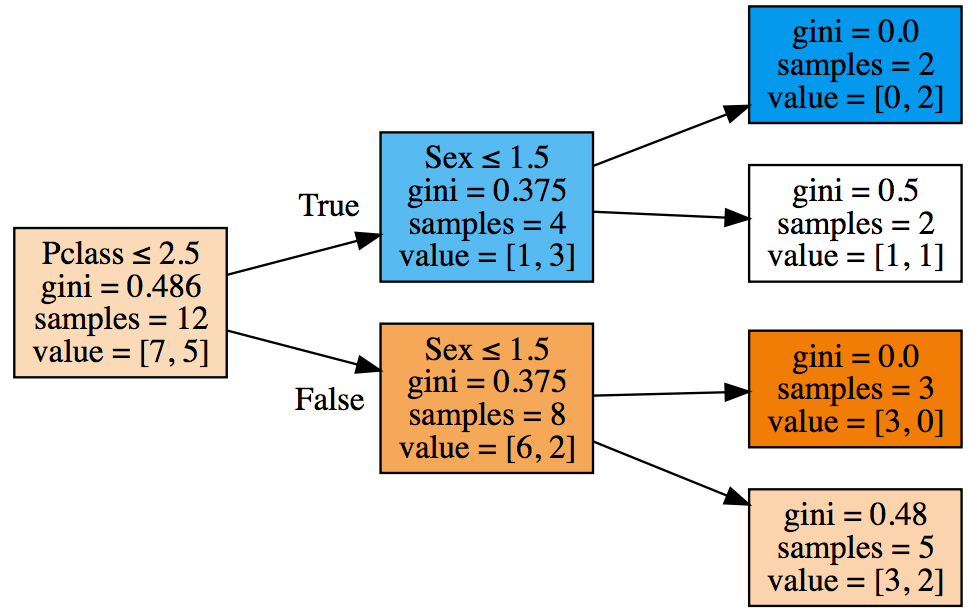 Pclass ≤ 2.5
gini = 0.486
samples = 12
value = [7, 5]
True
False
Sex ≤ 1.5
gini = 0.375
samples = 4
value = [1, 3]
Sex ≤ 1.5
gini = 0.375
samples = 8
value = [6, 2]
gini = 0.0
samples = 2
value = [0, 2]
gini = 0.5
samples = 2
value = [1, 1]
gini = 0.0
samples = 3
value = [3, 0]
gini = 0.48
samples = 5
value = [3, 2]